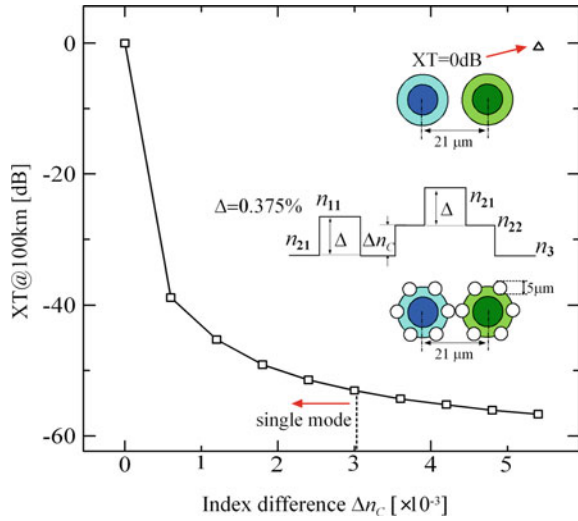 XT@100km [dB]
0
-20
-40
-60
XT=0dB
21 μm
Δ=0.375%
n11
n21
Δ
ΔnC
n21
Δ
n22
n3
5μm
21 μm
single mode
0 1 2 3 4 5
Index difference ΔnC [×10-3]